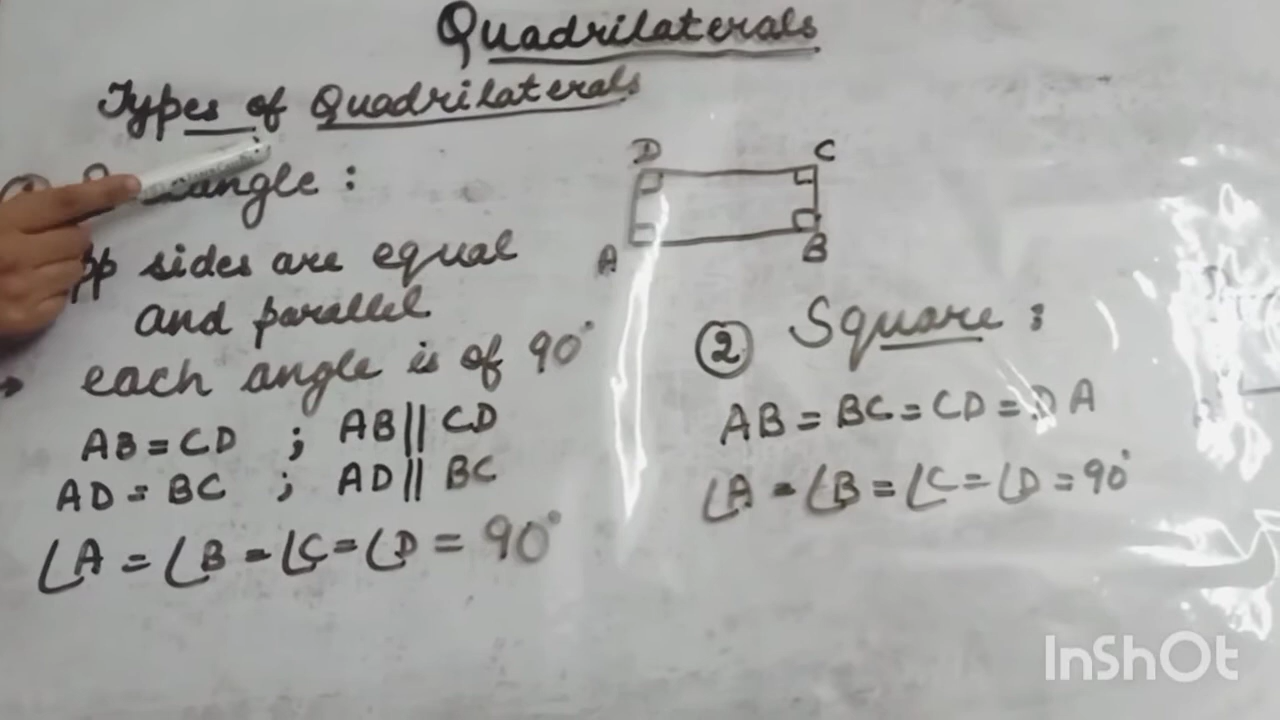 Quadrilaterals
Types of Quadrilaterals:
angle :
sides are equal
and parallel
→ each angle is of 90°
AB = CD ; AB || CD
AD = BC ; AD || BC
∠A = ∠B = ∠C = ∠D = 90°
D C
A B
② Square :
AB = BC = CD = DA
∠A = ∠B = ∠C = ∠D = 90°
InShOt